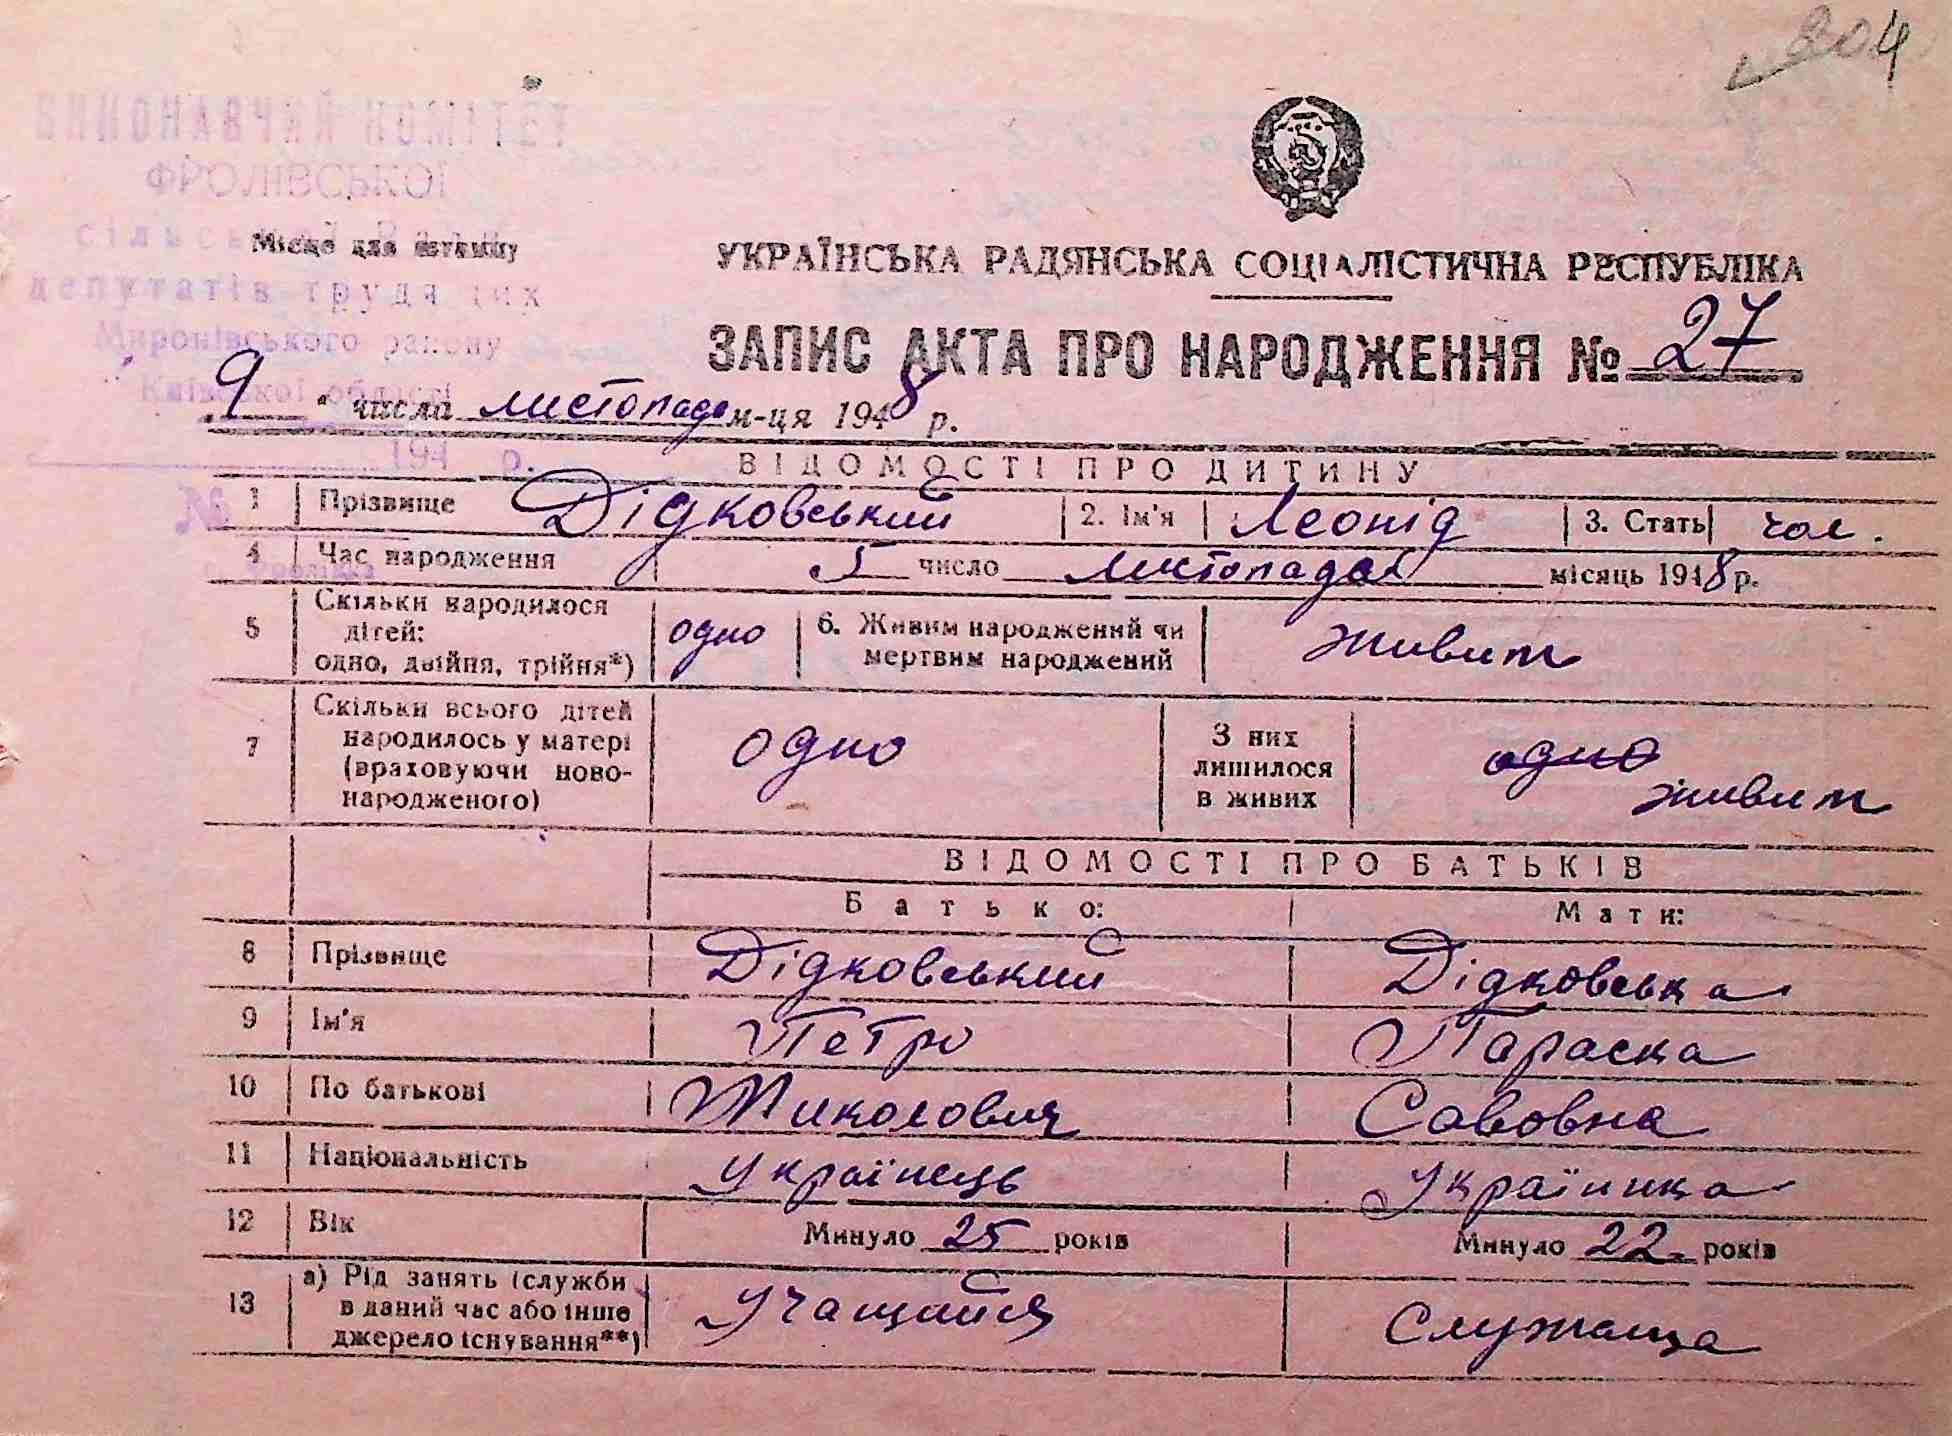 204
ВИКОНАВЧИЙ КОМІТЕТ
ФРОЛІВСЬКОЇ
сільської Ради
Місце для штампу
депутатів трудящих
Миронівського району
Київської області
194 р.
№
УКРАЇНСЬКА РАДЯНСЬКА СОЦІАЛІСТИЧНА РЕСПУБЛІКА
ЗАПИС АКТА ПРО НАРОДЖЕННЯ № 27
9 числа листопада м-ця 1948 р.
ВІДОМОСТІ ПРО ДИТИНУ
1 Прізвище Дідковський 2. Ім'я Леонід 3. Стать чол.
4 Час народження 5 число листопада місяць 1948 р.
5 Скільки народилося
дітей:
одно, двійня, трійня*) одно 6. Живим народжений чи
мертвим народжений живит
7 Скільки всього дітей
народилось у матері
(враховуючи ново-
народженого) одно З них
лишилося
в живих одно
живит
ВІДОМОСТІ ПРО БАТЬКІВ
Батько: Мати:
8 Прізвище Дідковський Дідковська
9 Ім'я Петро Параска
10 По батькові Миколович Савовна
11 Національність Українець Українка
12 Вік Минуло 25 років Минуло 22 років
13 а) Рід занять (служби
в даний час або інше
джерело існування**) Учащийся Служаща